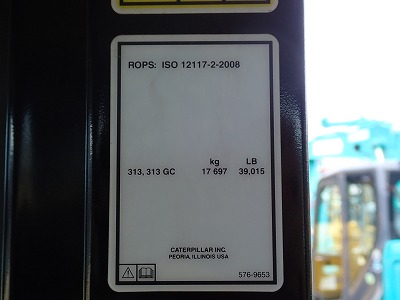 ROPS: ISO 12117-2-2008
kg LB
313, 313 GC 17 697 39,015
CATERPILLAR INC.
PEORIA, ILLINOIS USA
576-9653